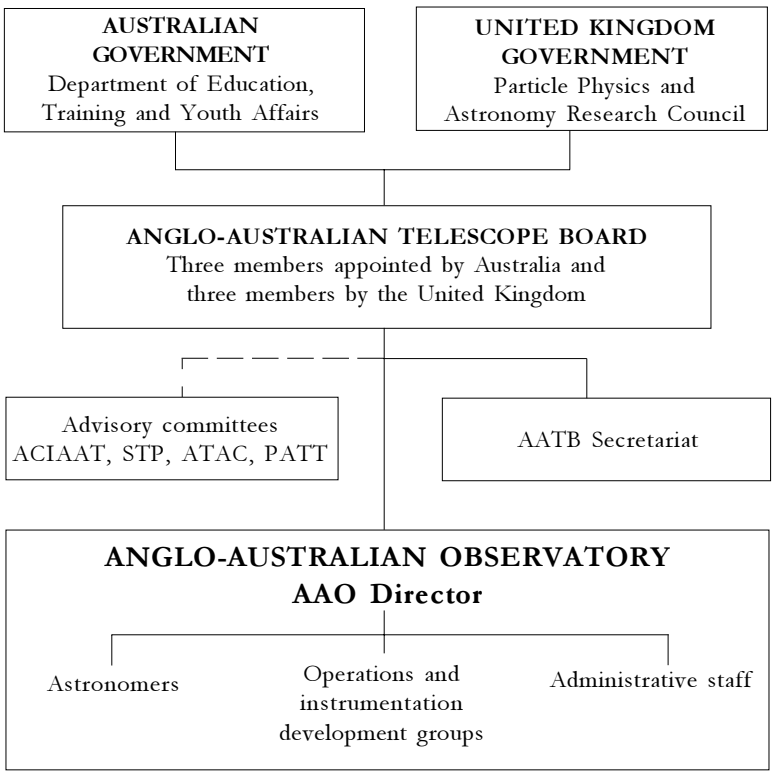 AUSTRALIAN
GOVERNMENT
Department of Education,
Training and Youth Affairs
UNITED KINGDOM
GOVERNMENT
Particle Physics and
Astronomy Research Council
ANGLO-AUSTRALIAN TELESCOPE BOARD
Three members appointed by Australia and
three members by the United Kingdom
Advisory committees
ACIAAT, STP, ATAC, PATT
AATB Secretariat
ANGLO-AUSTRALIAN OBSERVATORY
AAO Director
Astronomers
Operations and
instrumentation
development groups
Administrative staff